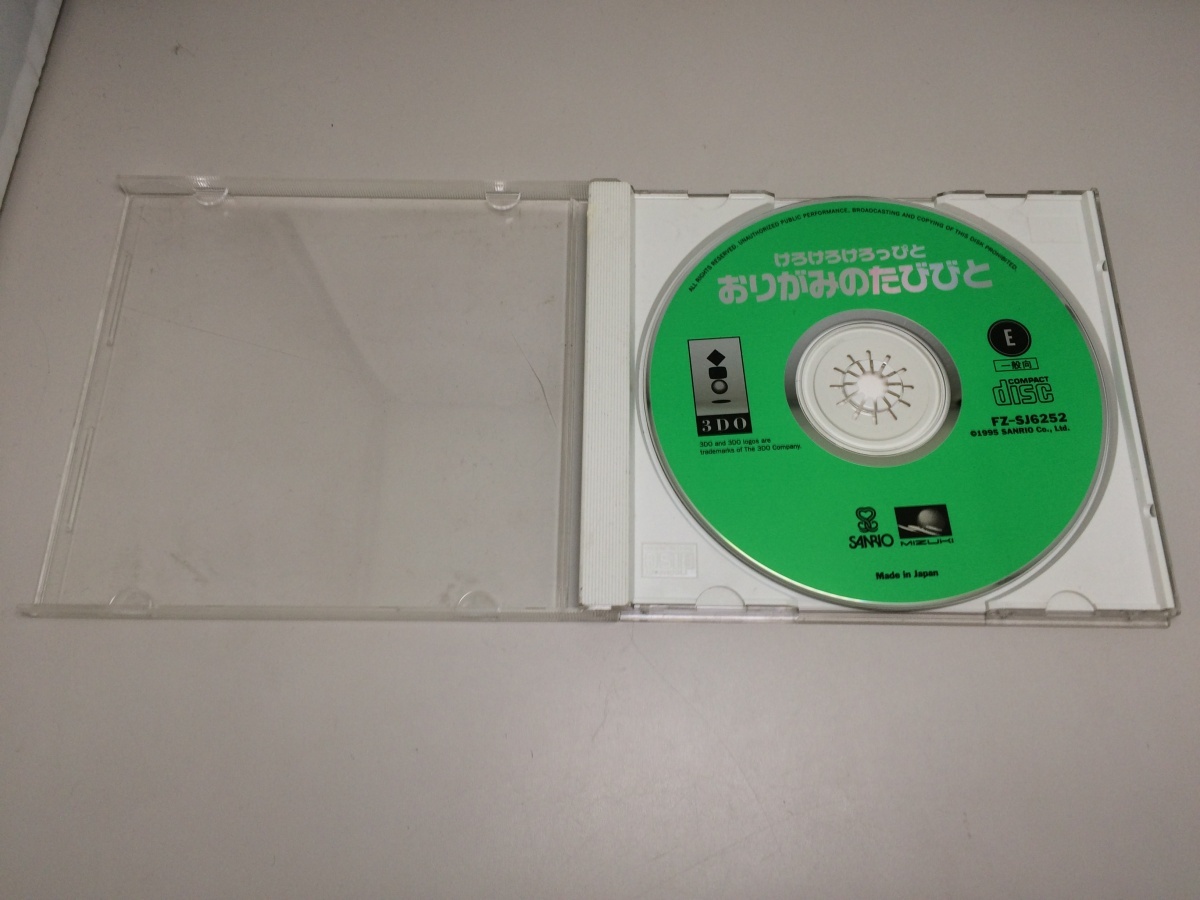 ALL RIGHTS RESERVED. UNAUTHORIZED PUBLIC PERFORMANCE, BROADCASTING AND COPYING OF THIS DISK PROHIBITED.
けろけろけろっぴと
おりがみのたびびと
E
一般向
COMPACT
disc
FZ-SJ6252
©1995 SANRIO Co., Ltd.
3DO
3DO and 3DO logos are
trademarks of The 3DO Company.
SANRIO
MIZUKI
Made in Japan